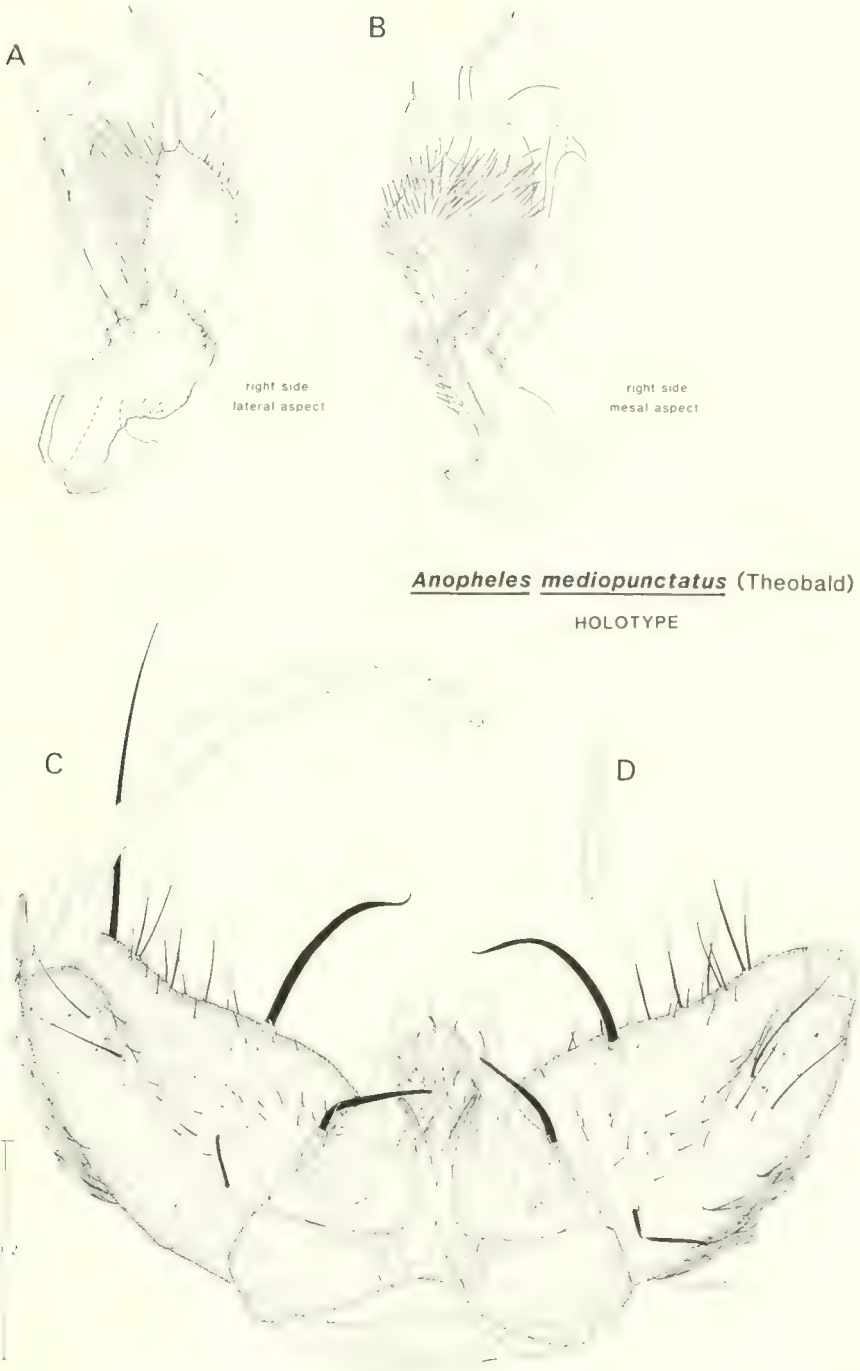 A
B
right side
lateral aspect
right side
mesal aspect
Anopheles mediopunctatus (Theobald)
HOLOTYPE
C
D